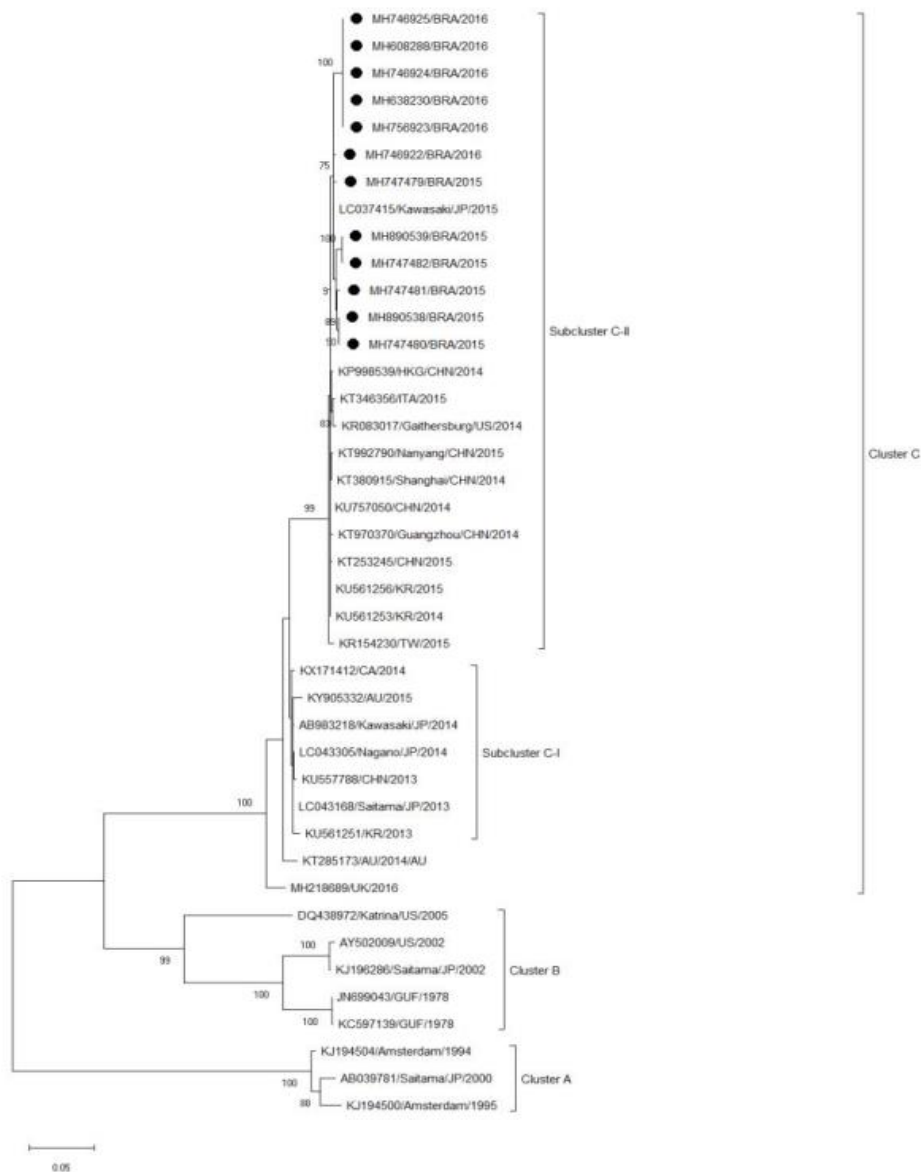 MH746925/BRA/2016
MH608288/BRA/2016
100
MH746924/BRA/2016
MH638230/BRA/2016
MH756923/BRA/2016
MH746922/BRA/2016
75
MH747479/BRA/2015
LC037415/Kawasaki/JP/2015
100
MH890539/BRA/2015
MH747482/BRA/2015
MH747481/BRA/2015
MH890538/BRA/2015
Subcluster C-II
MH747480/BRA/2015
KP998539/HKG/CHN/2014
KT346356/ITA/2015
KR083017/Gaithersburg/US/2014
KT992790/Nanyang/CHN/2015
Cluster C
KT380915/Shanghai/CHN/2014
KU757050/CHN/2014
99
KT970370/Guangzhou/CHN/2014
KT253245/CHN/2015
KU561256/KR/2015
KU561253/KR/2014
KR154230/TW/2015
KX171412/CA/2014
KY905332/AU/2015
AB983218/Kawasaki/JP/2014
LC043305/Nagano/JP/2014
Subcluster C-I
KU557788/CHN/2013
100
LC043168/Saitama/JP/2013
KU561251/KR/2013
KT285173/AU/2014/AU
MH218689/UK/2016
DQ438972/Katrina/US/2005
100
AY502009/US/2002
99
KJ196286/Saitama/JP/2002
Cluster B
100
JN699043/GUF/1978
100
KC597139/GUF/1978
KJ194504/Amsterdam/1994
100
AB039781/Saitama/JP/2000
Cluster A
80
KJ194500/Amsterdam/1995
0.05